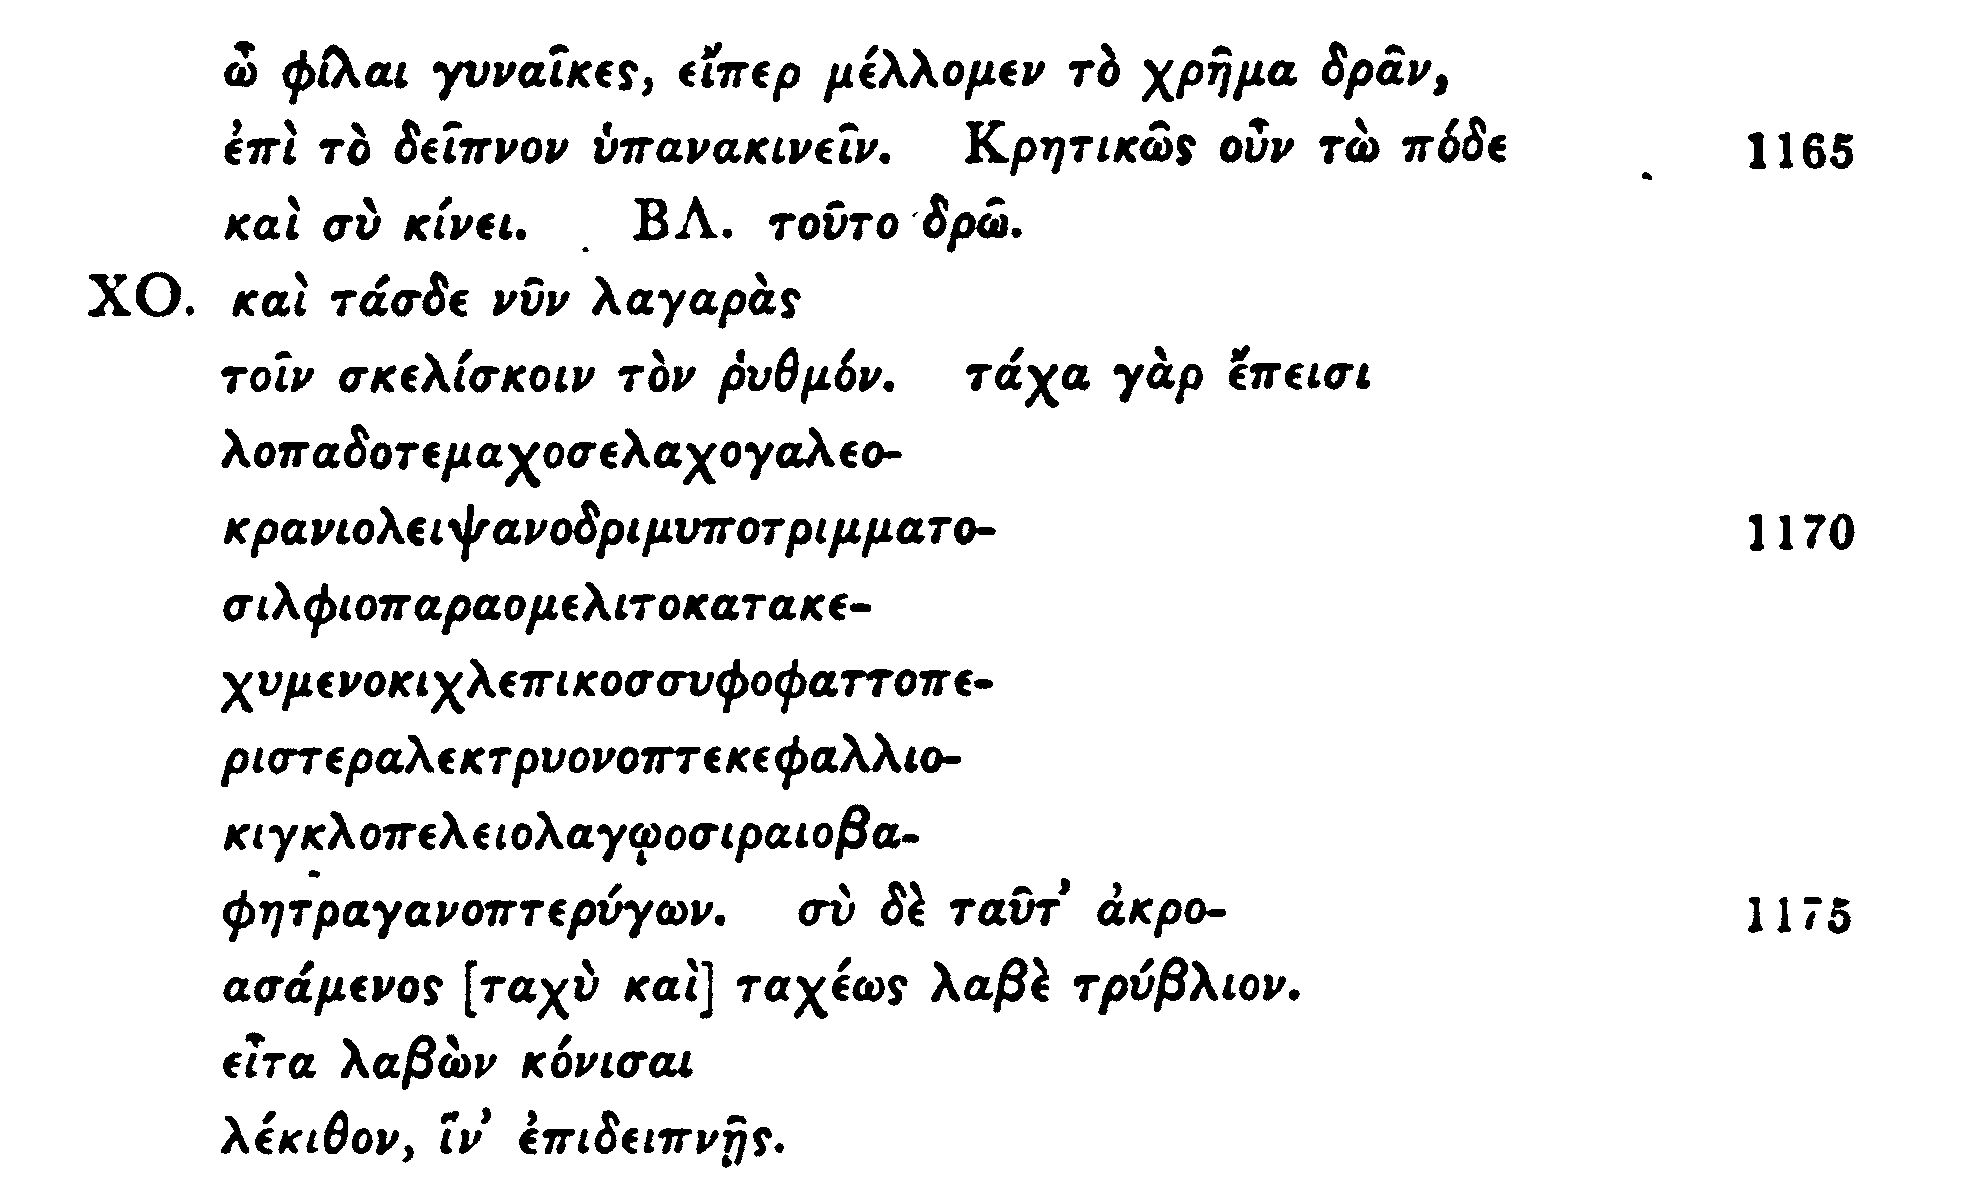 ὦ φίλαι γυναῖκες, εἴπερ μέλλομεν τὸ χρῆμα δρᾶν,
ἐπὶ τὸ δεῖπνον ὑπανακινεῖν. Κρητικῶς οὖν τὼ πόδε 1165
καὶ σὺ κίνει. ΒΛ. τοῦτο δρῶ.
ΧΟ. καὶ τάσδε νῦν λαγαρὰς
τοῖν σκελίσκοιν τὸν ῥυθμόν. τάχα γὰρ ἔπεισι
λοπαδοτεμαχοσελαχογαλεο-
κρανιολειψανοδριμυποτριμματο- 1170
σιλφιοπαραομελιτοκατακε-
χυμενοκιχλεπικοσσυφοφαττοπε-
ριστεραλεκτρυονοπτεκεφαλλιο-
κιγκλοπελειολαγῳοσιραιοβα-
φητραγανοπτερύγων. σὺ δὲ ταῦτ’ ἀκρο- 1175
ασάμενος [ταχὺ καὶ] ταχέως λαβὲ τρύβλιον.
εἶτα λαβὼν κόνισαι
λέκιθον, ἵν’ ἐπιδειπνῇς.